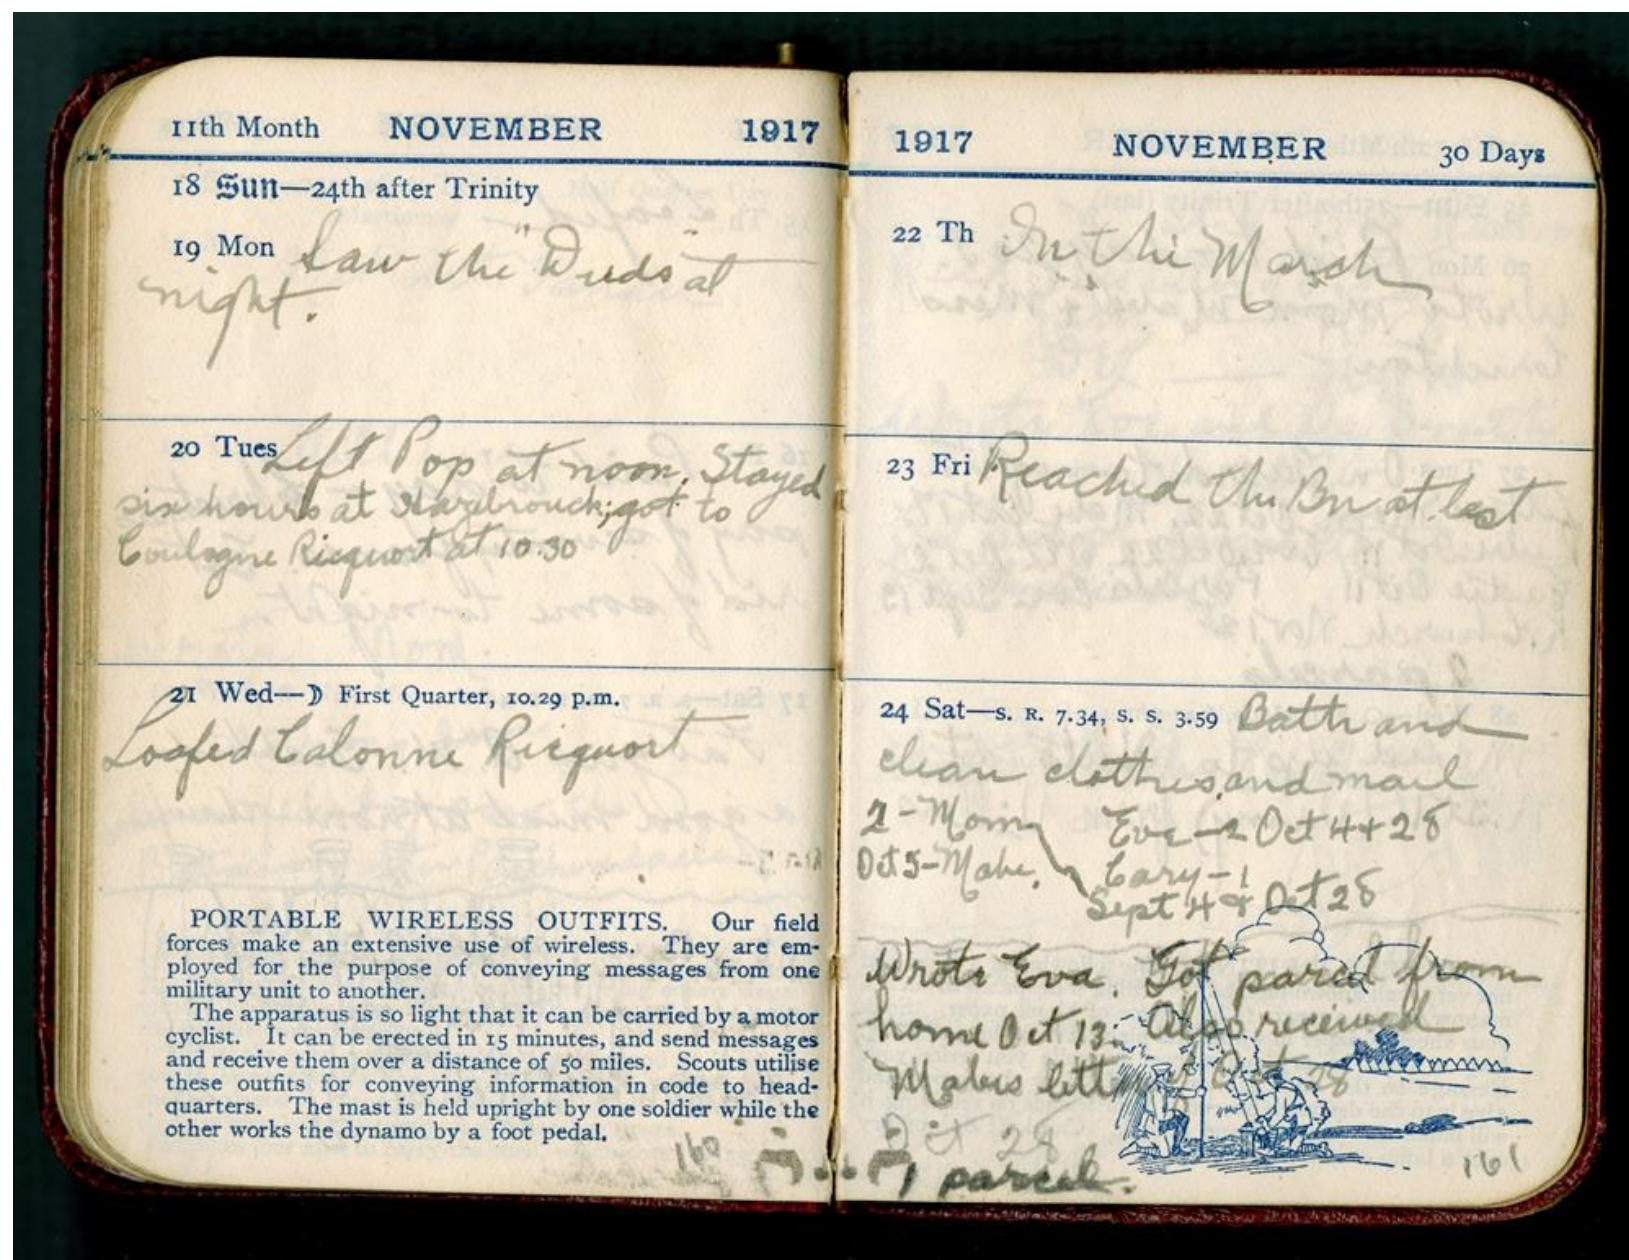 11th Month NOVEMBER 1917
18 Sun—24th after Trinity
19 Mon Saw the "Duds" at
night.
20 Tues Left Pop at noon. Stayed
six hours at Hazbrouck; got to
Coulogne Ricquort at 10.30
21 Wed—☽ First Quarter, 10.29 p.m.
Loafed Calonne Ricquort
PORTABLE WIRELESS OUTFITS. Our field
forces make an extensive use of wireless. They are em-
ployed for the purpose of conveying messages from one
military unit to another.
The apparatus is so light that it can be carried by a motor
cyclist. It can be erected in 15 minutes, and send messages
and receive them over a distance of 50 miles. Scouts utilise
these outfits for conveying information in code to head-
quarters. The mast is held upright by one soldier while the
other works the dynamo by a foot pedal.
160
1917 NOVEMBER 30 Days
22 Th On the March
23 Fri Reached the Bn at last
24 Sat—S. R. 7.34, S. S. 3.59 Bath and
clean clothes and mail
2 - Mom Eva - 2 Oct 4 + 28
Oct 5 - Mabe. Cary - 1
Sept 4 + Oct 28
Wrote Eva. Got parcel from
home Oct 13. Also received
Mabes letter Oct 28
Oct 28
1 parcel.
161